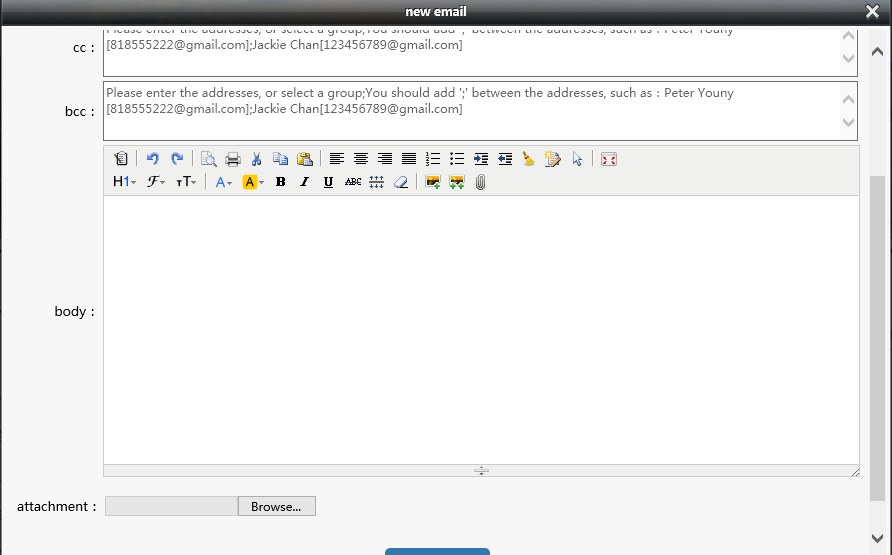 new email
Please enter the addresses, or select a group;You should add ';' between the addresses, such as : Peter Youny
cc :
[818555222@gmail.com];Jackie Chan[123456789@gmail.com]
Please enter the addresses, or select a group;You should add ';' between the addresses, such as : Peter Youny
bcc :
[818555222@gmail.com];Jackie Chan[123456789@gmail.com]
H1 F TT A A B I U ABC
body :
attachment :
Browse...